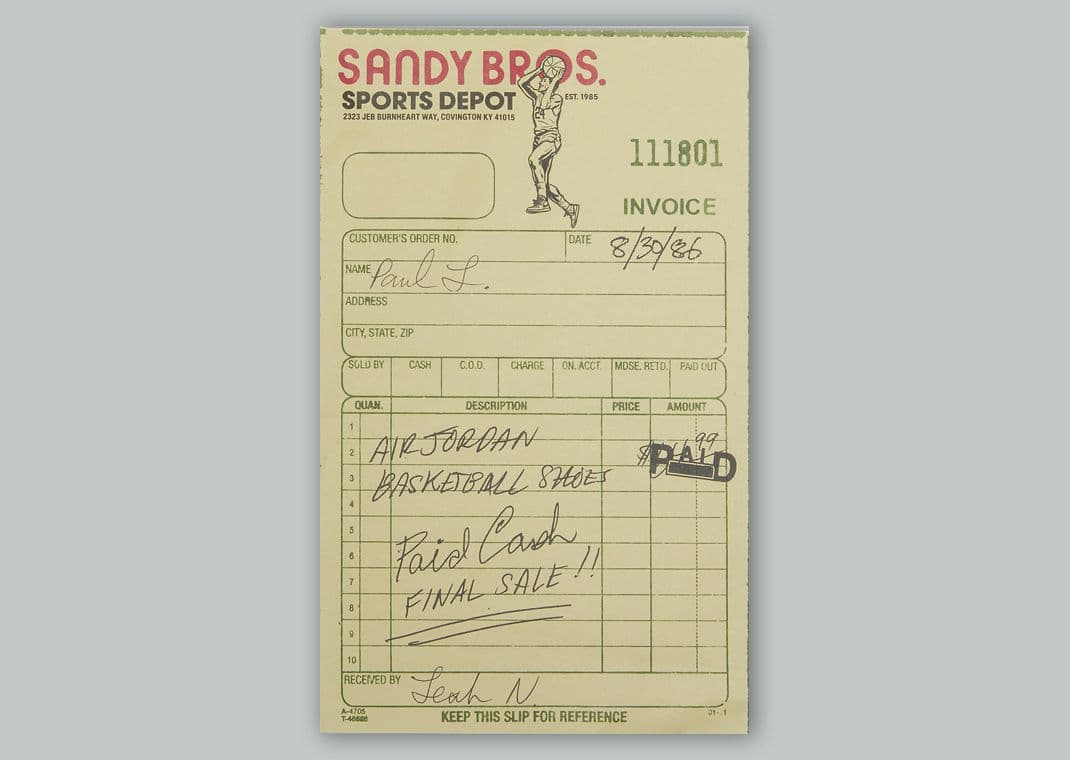 SANDY BROS.
SPORTS DEPOT
EST. 1985
2323 JEB BURNHEART WAY, COVINGTON KY 41015
24
111801
INVOICE
CUSTOMER'S ORDER NO.
DATE 8/30/86
NAME Paul L.
ADDRESS
CITY, STATE, ZIP
SOLD BY CASH C.O.D. CHARGE ON. ACCT. MDSE. RETD. PAID OUT
QUAN. DESCRIPTION PRICE AMOUNT
1
2 AIR JORDAN 99
PAID
3 BASKETBALL SHOES
4
5
6 Paid Cash
7
8 FINAL SALE!!
9
10
RECEIVED BY Leah N.
A-4705
KEEP THIS SLIP FOR REFERENCE